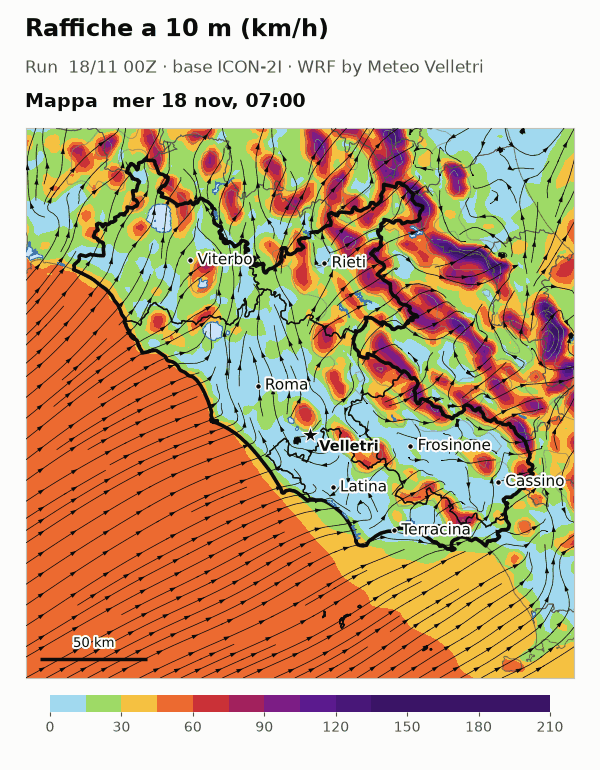 Raffiche a 10 m (km/h)
Run  18/11 00Z · base ICON-2I · WRF by Meteo Velletri
Mappa  mer 18 nov, 07:00
Viterbo
Rieti
Roma
Velletri
Frosinone
Cassino
Latina
Terracina
50 km
0 30 60 90 120 150 180 210